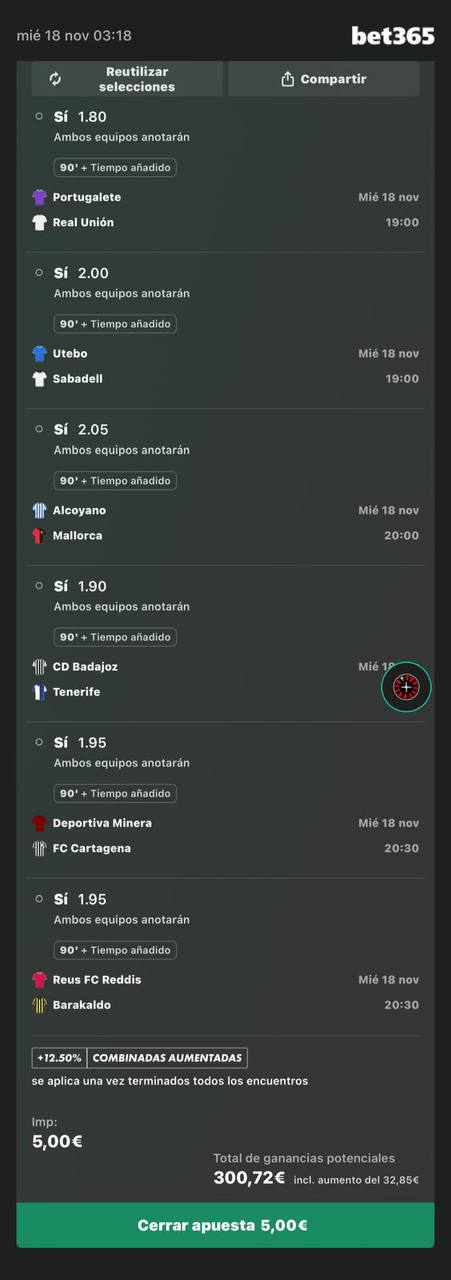 mié 18 nov 03:18
bet365
Reutilizar selecciones
Compartir
Sí 1.80
Ambos equipos anotarán
90' + Tiempo añadido
Portugalete Mié 18 nov
Real Unión 19:00
Sí 2.00
Ambos equipos anotarán
90' + Tiempo añadido
Utebo Mié 18 nov
Sabadell 19:00
Sí 2.05
Ambos equipos anotarán
90' + Tiempo añadido
Alcoyano Mié 18 nov
Mallorca 20:00
Sí 1.90
Ambos equipos anotarán
90' + Tiempo añadido
CD Badajoz Mié
Tenerife
Sí 1.95
Ambos equipos anotarán
90' + Tiempo añadido
Deportiva Minera Mié 18 nov
FC Cartagena 20:30
Sí 1.95
Ambos equipos anotarán
90' + Tiempo añadido
Reus FC Reddis Mié 18 nov
Barakaldo 20:30
+12.50% COMBINADAS AUMENTADAS
se aplica una vez terminados todos los encuentros
Imp:
5,00€
Total de ganancias potenciales
300,72€ incl. aumento del 32,85€
Cerrar apuesta 5,00€